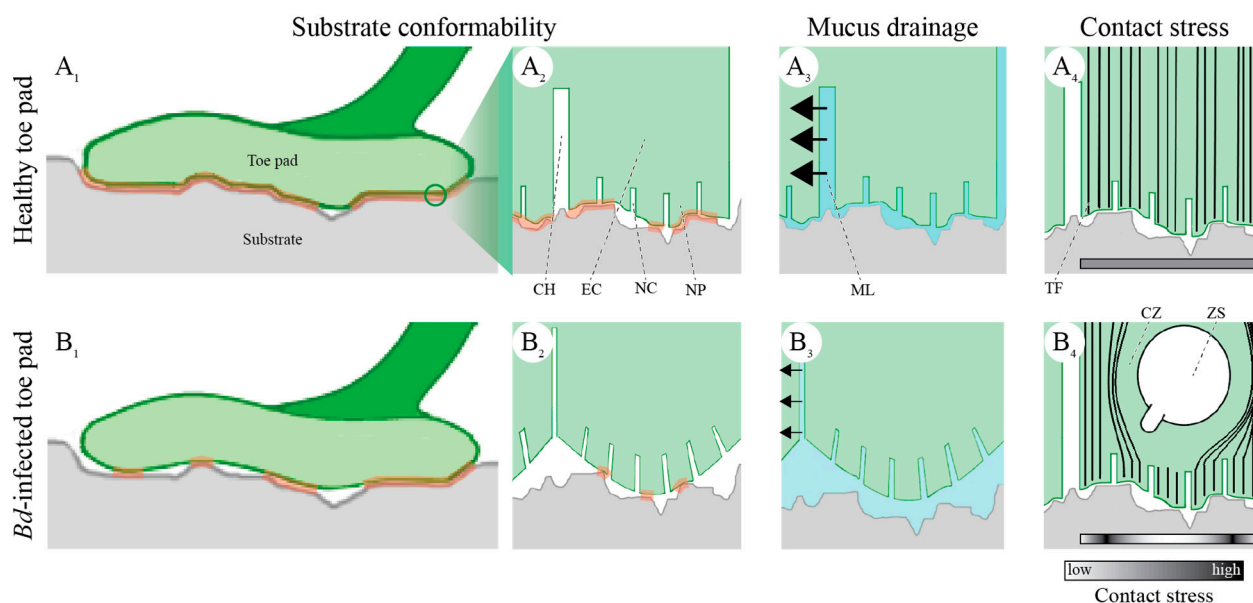 Substrate conformability
Mucus drainage
Contact stress
Healthy toe pad
A1
A2
A3
A4
Toe pad
Substrate
CH
EC
NC
NP
ML
TF
Bd-infected toe pad
B1
B2
B3
B4
CZ
ZS
low
high
Contact stress